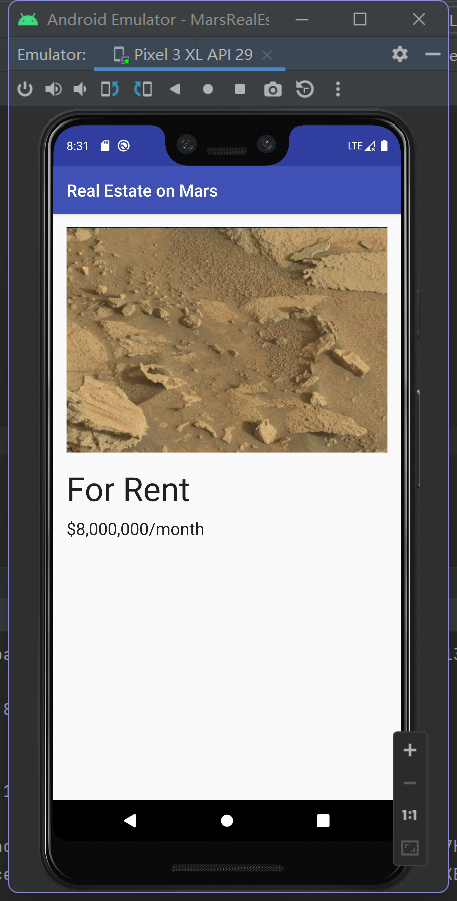 Android Emulator - MarsRealEs
Emulator:
Pixel 3 XL API 29
8:31
LTE
Real Estate on Mars
For Rent
$8,000,000/month
1:1